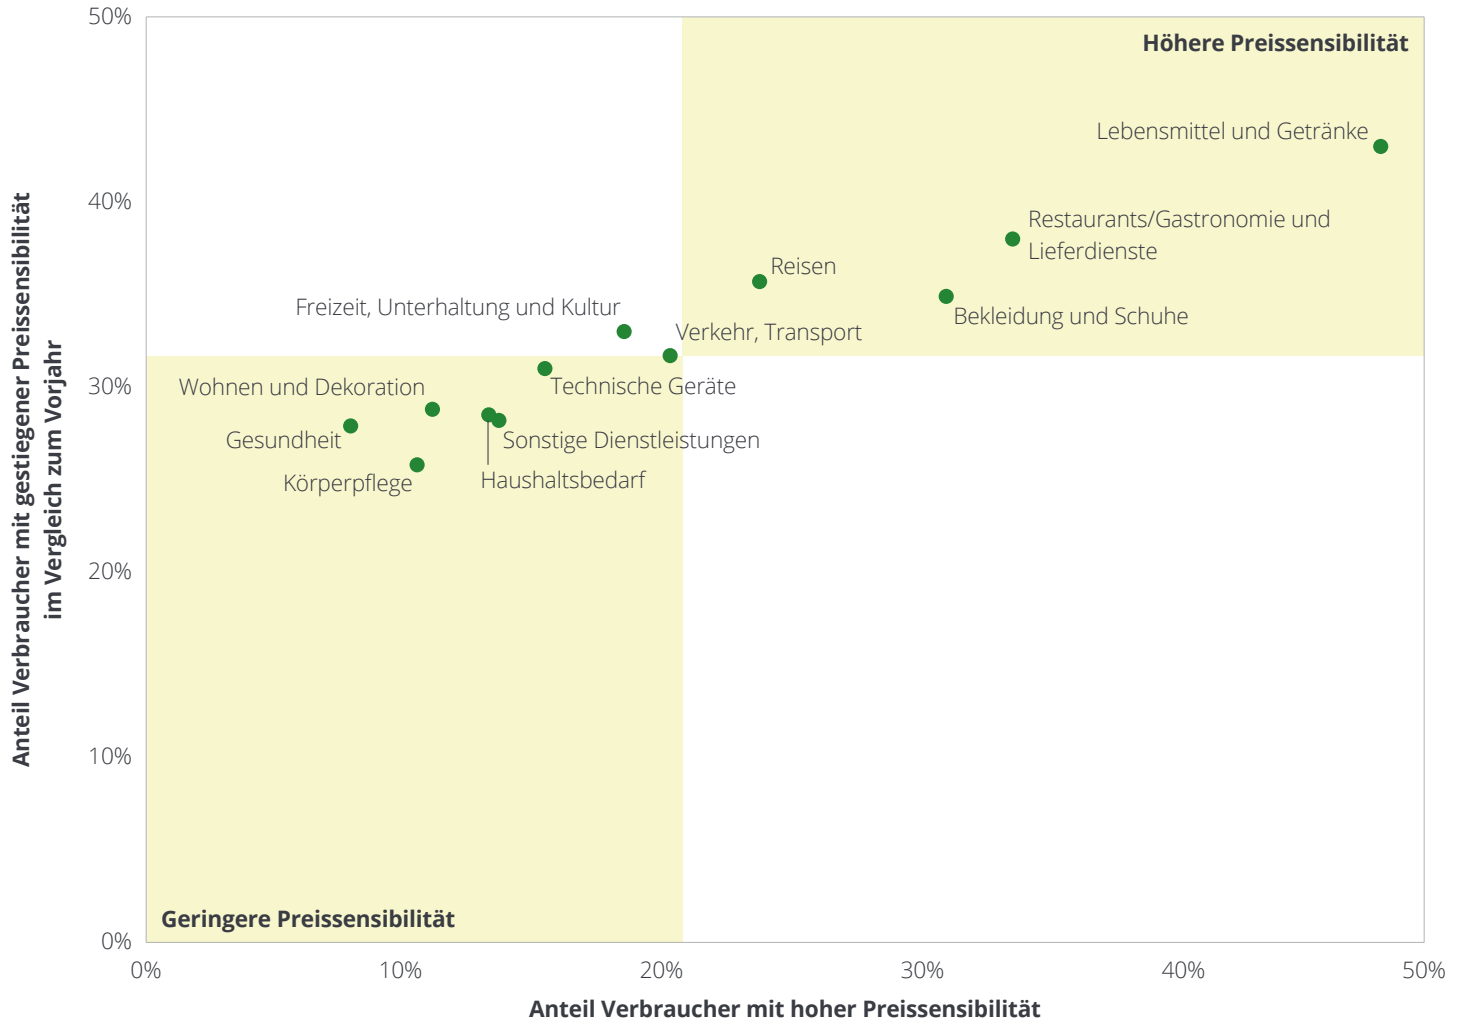 50%
Höhere Preissensibilität
Lebensmittel und Getränke
40%
Restaurants/Gastronomie und
Lieferdienste
Reisen
Bekleidung und Schuhe
Freizeit, Unterhaltung und Kultur
Verkehr, Transport
30%
Technische Geräte
Wohnen und Dekoration
Gesundheit
Sonstige Dienstleistungen
Körperpflege
Haushaltsbedarf
20%
10%
Geringere Preissensibilität
0%
Anteil Verbraucher mit gestiegener Preissensibilität
im Vergleich zum Vorjahr
0%
10%
20%
30%
40%
50%
Anteil Verbraucher mit hoher Preissensibilität